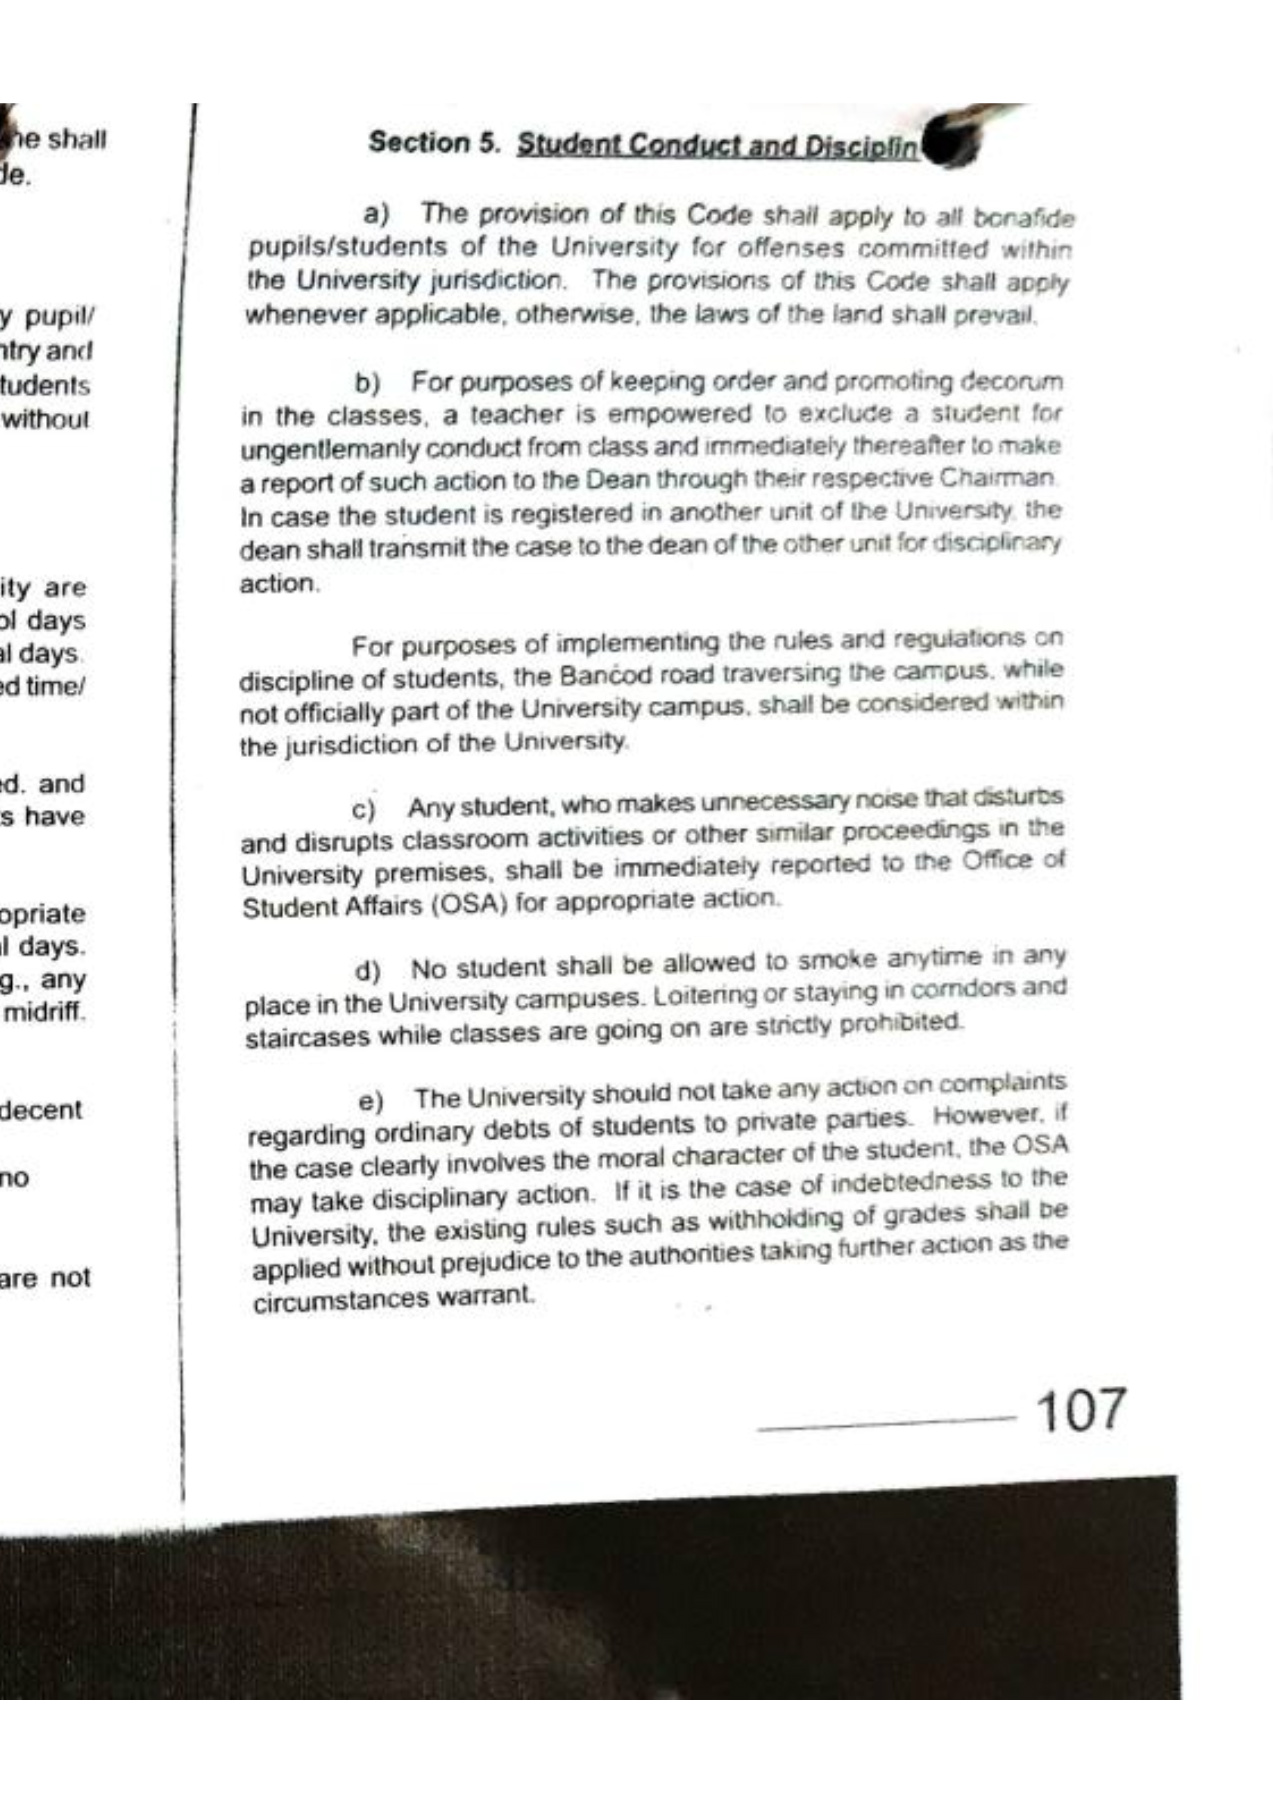 he shall
de.
y pupil/
ntry and
tudents
without
ity are
ol days
al days.
ed time/
ed. and
s have
opriate
l days.
g., any
midriff.
decent
no
are not
Section 5. Student Conduct and Disciplin
a) The provision of this Code shall apply to all bonafide
pupils/students of the University for offenses committed within
the University jurisdiction. The provisions of this Code shall apply
whenever applicable, otherwise, the laws of the land shall prevail.
b) For purposes of keeping order and promoting decorum
in the classes, a teacher is empowered to exclude a student for
ungentlemanly conduct from class and immediately thereafter to make
a report of such action to the Dean through their respective Chairman.
In case the student is registered in another unit of the University, the
dean shall transmit the case to the dean of the other unit for disciplinary
action.
For purposes of implementing the rules and regulations on
discipline of students, the Bancod road traversing the campus, while
not officially part of the University campus, shall be considered within
the jurisdiction of the University.
c) Any student, who makes unnecessary noise that disturbs
and disrupts classroom activities or other similar proceedings in the
University premises, shall be immediately reported to the Office of
Student Affairs (OSA) for appropriate action.
d) No student shall be allowed to smoke anytime in any
place in the University campuses. Loitering or staying in corridors and
staircases while classes are going on are strictly prohibited.
e) The University should not take any action on complaints
regarding ordinary debts of students to private parties. However, if
the case clearly involves the moral character of the student, the OSA
may take disciplinary action. If it is the case of indebtedness to the
University, the existing rules such as withholding of grades shall be
applied without prejudice to the authorities taking further action as the
circumstances warrant.
107